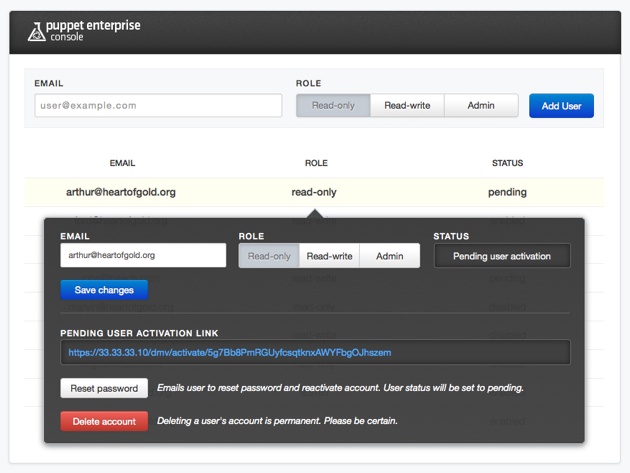 puppet enterprise
console
EMAIL ROLE
user@example.com Read-only Read-write Admin Add User
EMAIL ROLE STATUS
arthur@heartofgold.org read-only pending
EMAIL ROLE STATUS
arthur@heartofgold.org Read-only Read-write Admin Pending user activation
Save changes
PENDING USER ACTIVATION LINK
https://33.33.33.10/dmv/activate/5g7Bb8PmRGUyfcsqtknxAWYFbgOJhszem
Reset password Emails user to reset password and reactivate account. User status will be set to pending.
Delete account Deleting a user's account is permanent. Please be certain.